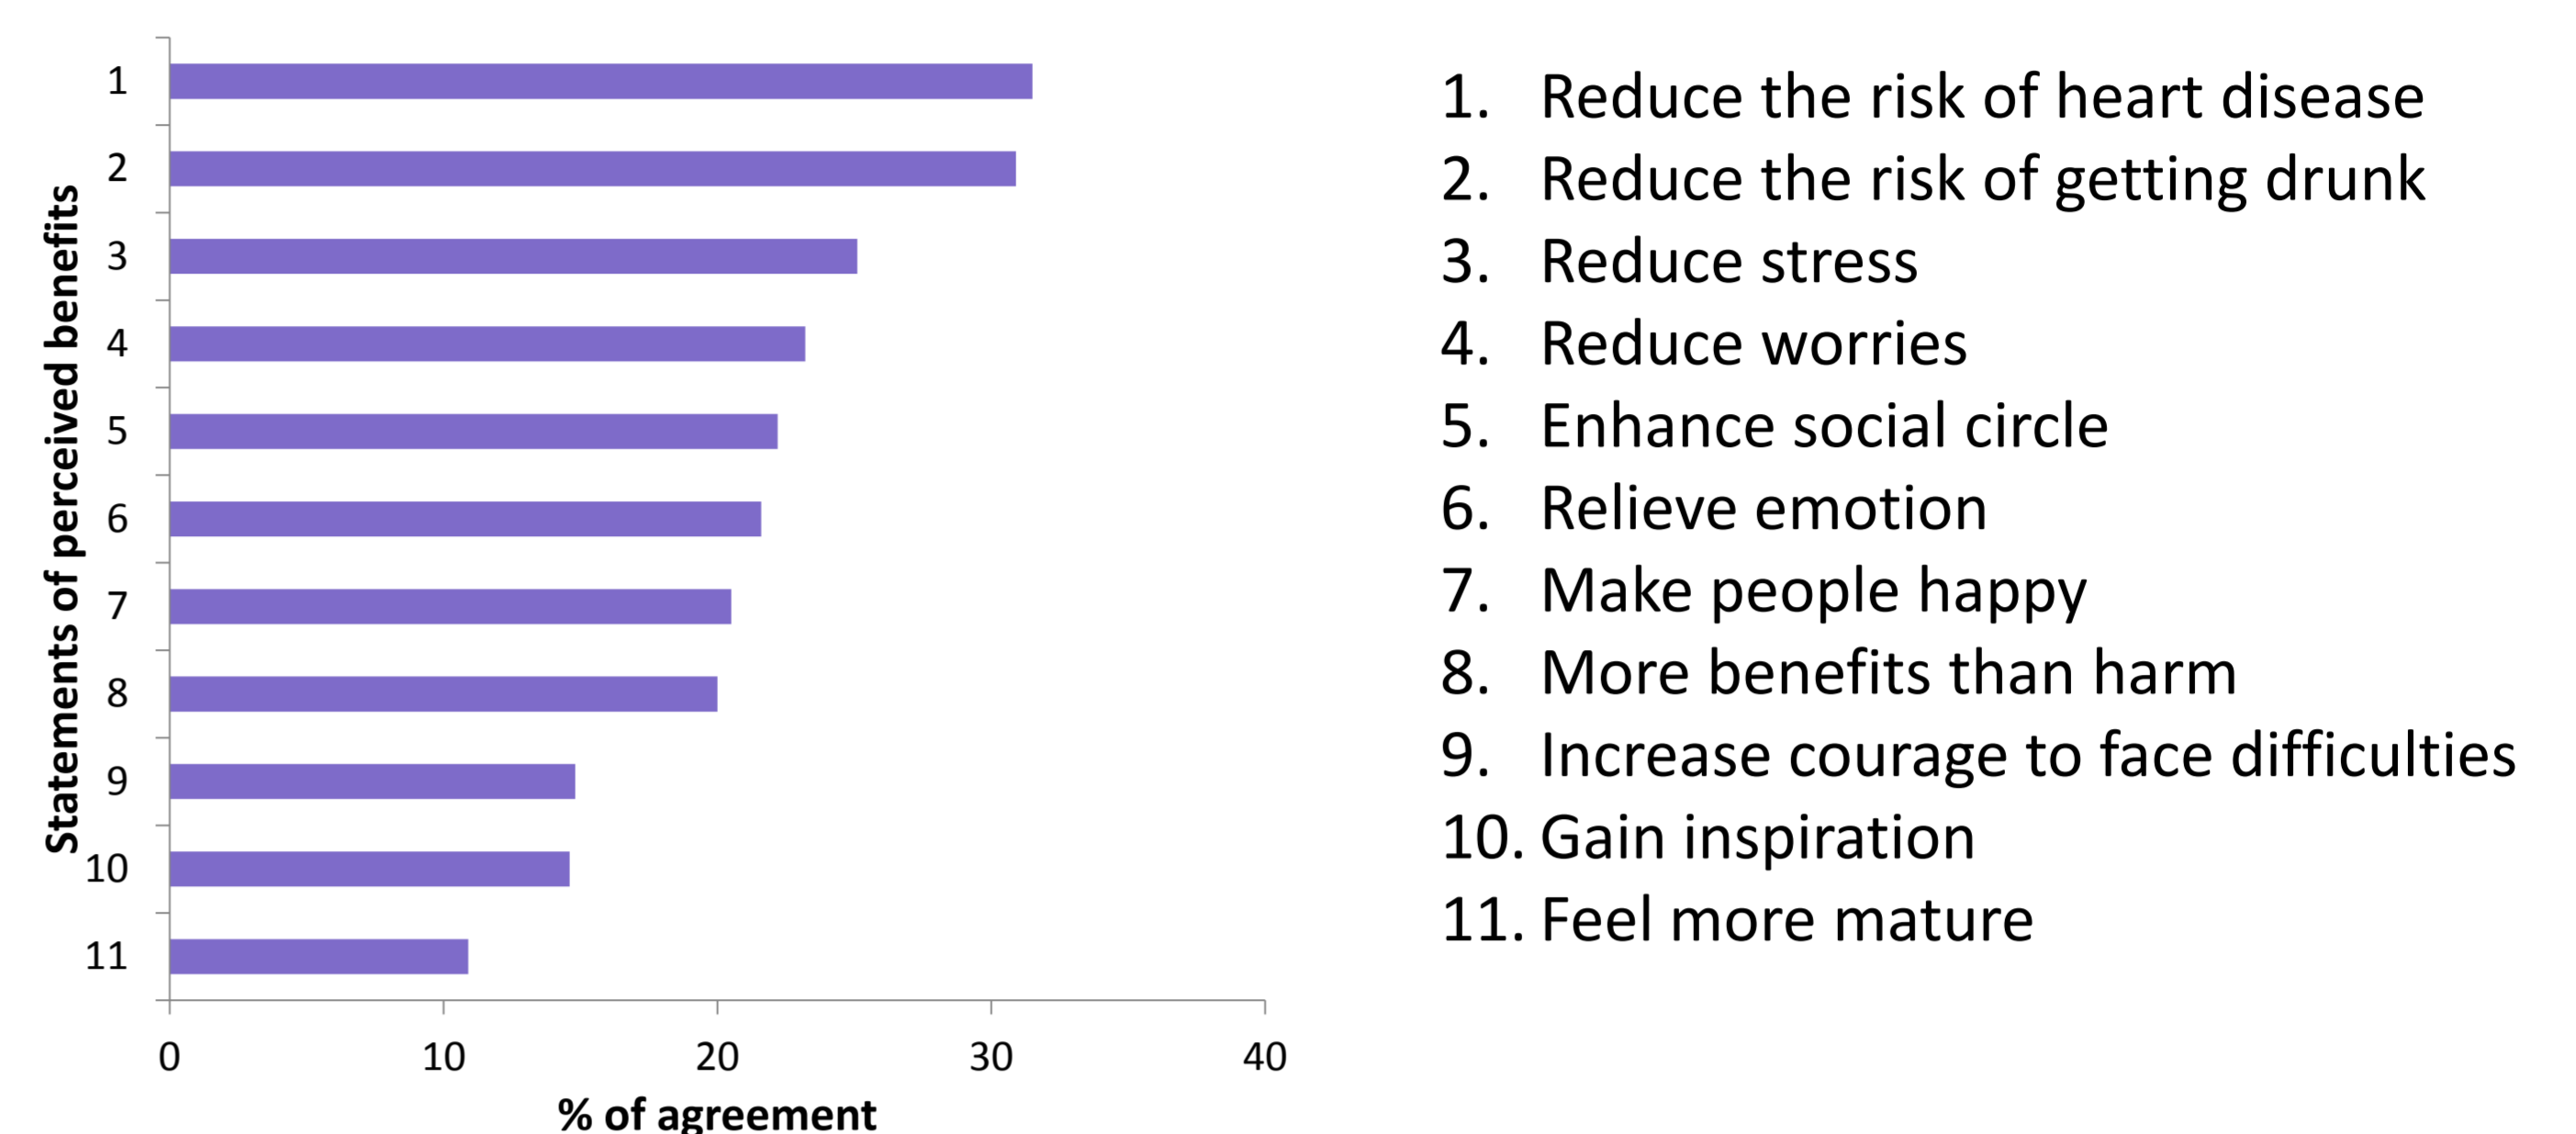 Statements of perceived benefits
1
2
3
4
5
6
7
8
9
10
11
0 10 20 30 40
% of agreement
1. Reduce the risk of heart disease
2. Reduce the risk of getting drunk
3. Reduce stress
4. Reduce worries
5. Enhance social circle
6. Relieve emotion
7. Make people happy
8. More benefits than harm
9. Increase courage to face difficulties
10. Gain inspiration
11. Feel more mature